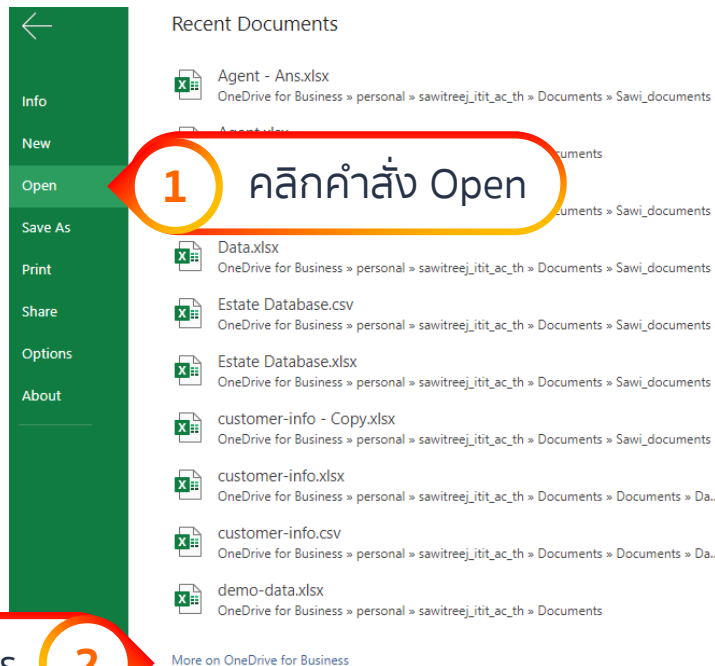 Recent Documents
Agent - Ans.xlsx
OneDrive for Business » personal » sawitreej_itit_ac_th » Documents » Sawi_documents
Info
New
Open
Save As
Print
Share
Options
About
1 คลิกคำสั่ง Open
uments
uments » Sawi_documents
Data.xlsx
OneDrive for Business » personal » sawitreej_itit_ac_th » Documents » Sawi_documents
Estate Database.csv
OneDrive for Business » personal » sawitreej_itit_ac_th » Documents » Sawi_documents
Estate Database.xlsx
OneDrive for Business » personal » sawitreej_itit_ac_th » Documents » Sawi_documents
customer-info - Copy.xlsx
OneDrive for Business » personal » sawitreej_itit_ac_th » Documents » Sawi_documents
customer-info.xlsx
OneDrive for Business » personal » sawitreej_itit_ac_th » Documents » Documents » Da..
customer-info.csv
OneDrive for Business » personal » sawitreej_itit_ac_th » Documents » Documents » Da..
demo-data.xlsx
OneDrive for Business » personal » sawitreej_itit_ac_th » Documents
2
More on OneDrive for Business